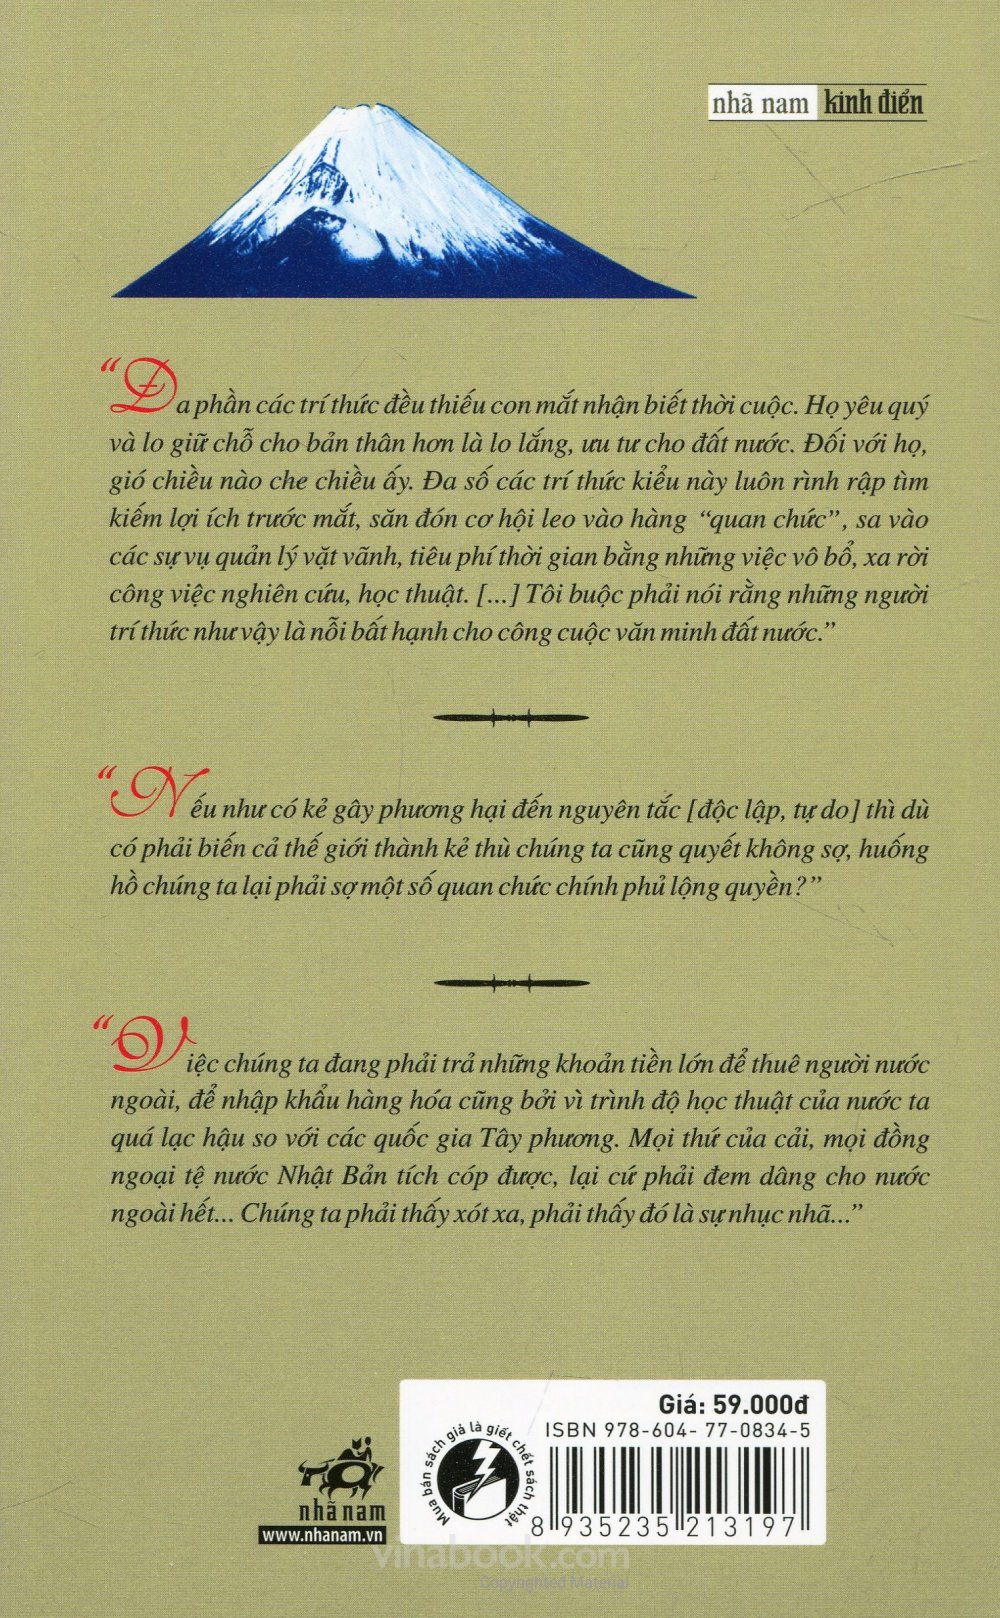 nhã nam kinh điển
“Đa phần các trí thức đều thiếu con mắt nhận biết thời cuộc. Họ yêu quý
và lo giữ chỗ cho bản thân hơn là lo lắng, ưu tư cho đất nước. Đối với họ,
gió chiều nào che chiều ấy. Đa số các trí thức kiểu này luôn rình rập tìm
kiếm lợi ích trước mắt, săn đón cơ hội leo vào hàng “quan chức”, sa vào
các sự vụ quản lý vặt vãnh, tiêu phí thời gian bằng những việc vô bổ, xa rời
công việc nghiên cứu, học thuật. [...] Tôi buộc phải nói rằng những người
trí thức như vậy là nỗi bất hạnh cho công cuộc văn minh đất nước.”
“Nếu như có kẻ gây phương hại đến nguyên tắc [độc lập, tự do] thì dù
có phải biến cả thế giới thành kẻ thù chúng ta cũng quyết không sợ, huống
hồ chúng ta lại phải sợ một số quan chức chính phủ lộng quyền?”
“Việc chúng ta đang phải trả những khoản tiền lớn để thuê người nước
ngoài, để nhập khẩu hàng hóa cũng bởi vì trình độ học thuật của nước ta
quá lạc hậu so với các quốc gia Tây phương. Mọi thứ của cải, mọi đồng
ngoại tệ nước Nhật Bản tích cóp được, lại cứ phải đem dâng cho nước
ngoài hết... Chúng ta phải thấy xót xa, phải thấy đó là sự nhục nhã...”
nhã nam
www.nhanam.vn
Mua bán sách giả là giết chết sách thật
Giá: 59.000đ
ISBN 978-604-77-0834-5
8 935235 213197
vinabook.com
Copyrighted Material